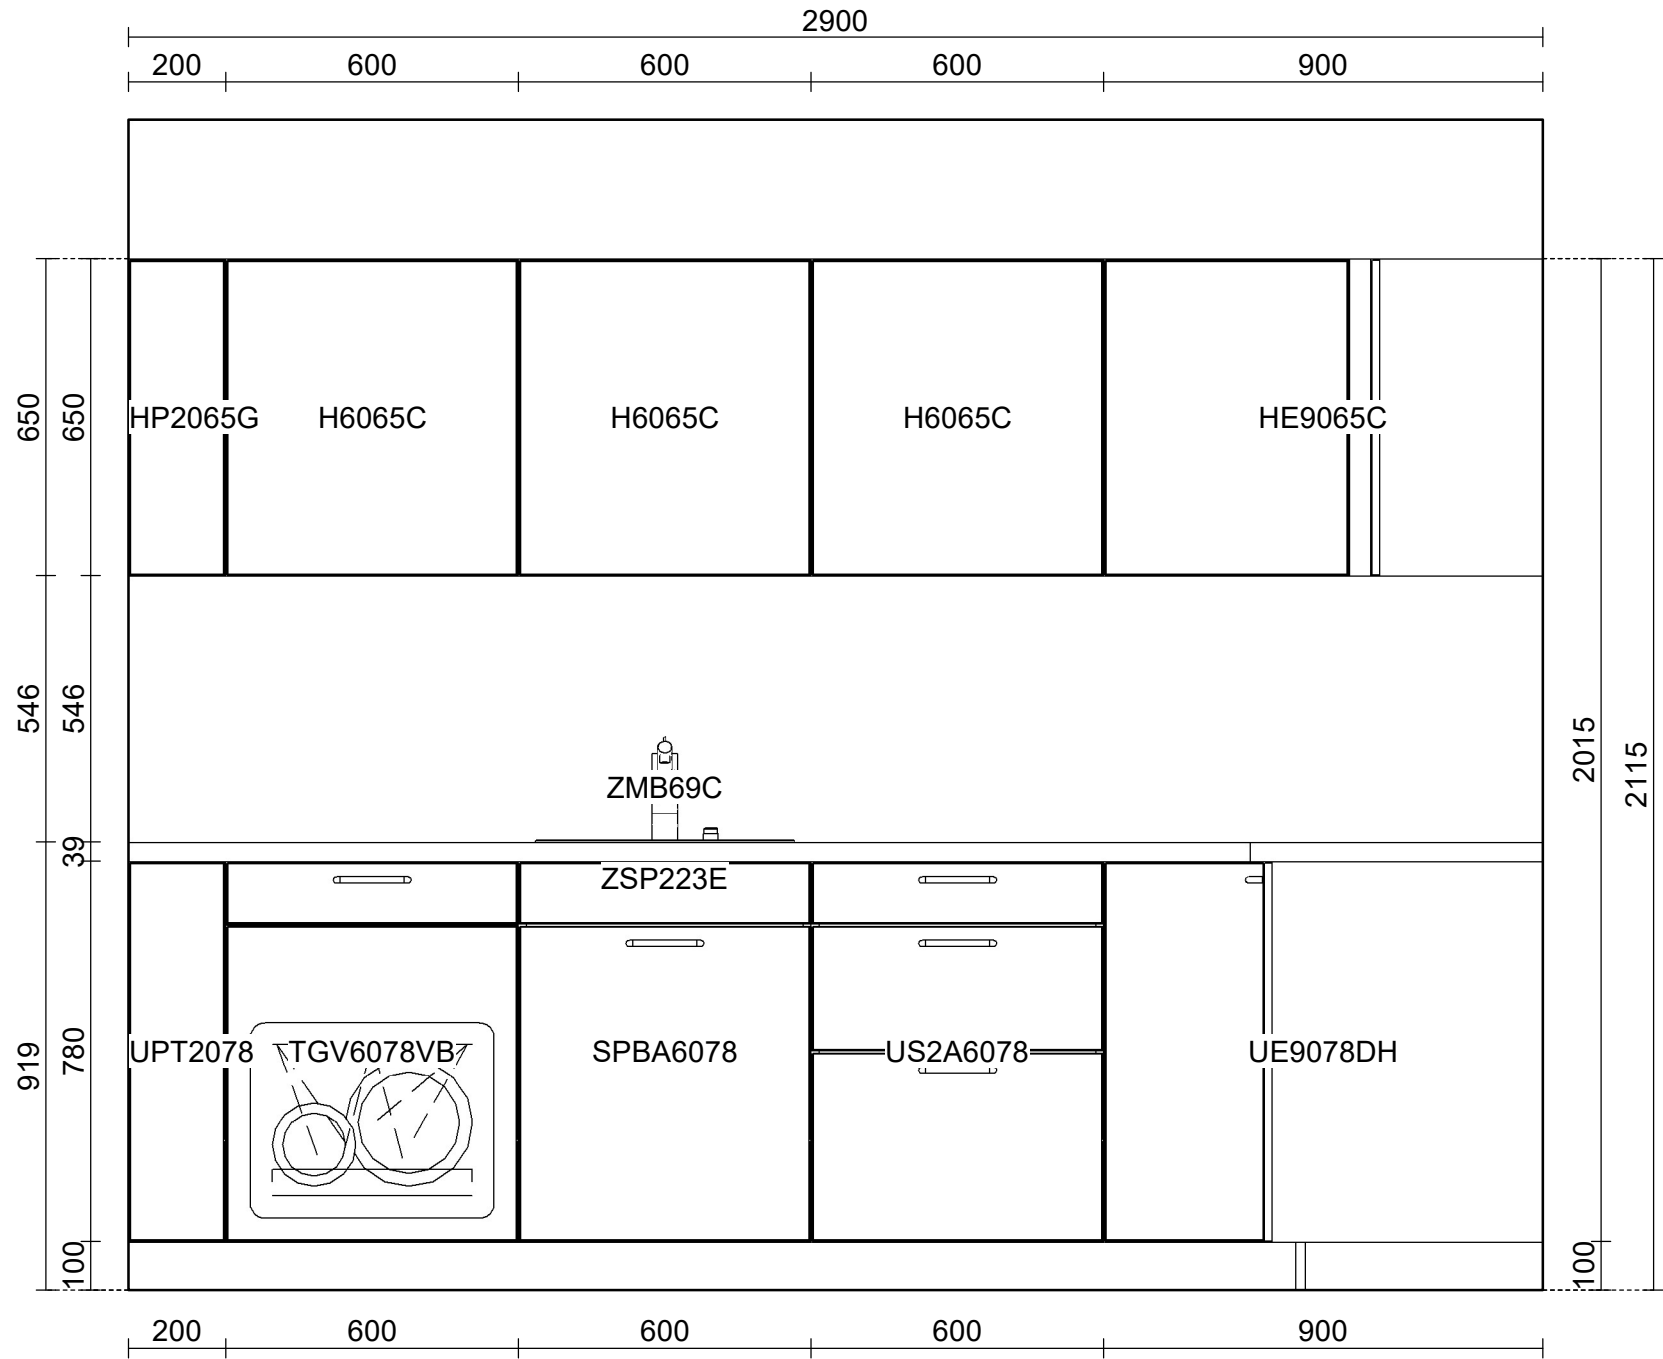 2900
200 600 600 600 900
650 650 HP2065G H6065C H6065C H6065C HE9065C
546 546 2015 2115
ZMB69C
39
ZSP223E
919 780 UPT2078 TGV6078VB SPBA6078 US2A6078 UE9078DH
100 100
200 600 600 600 900